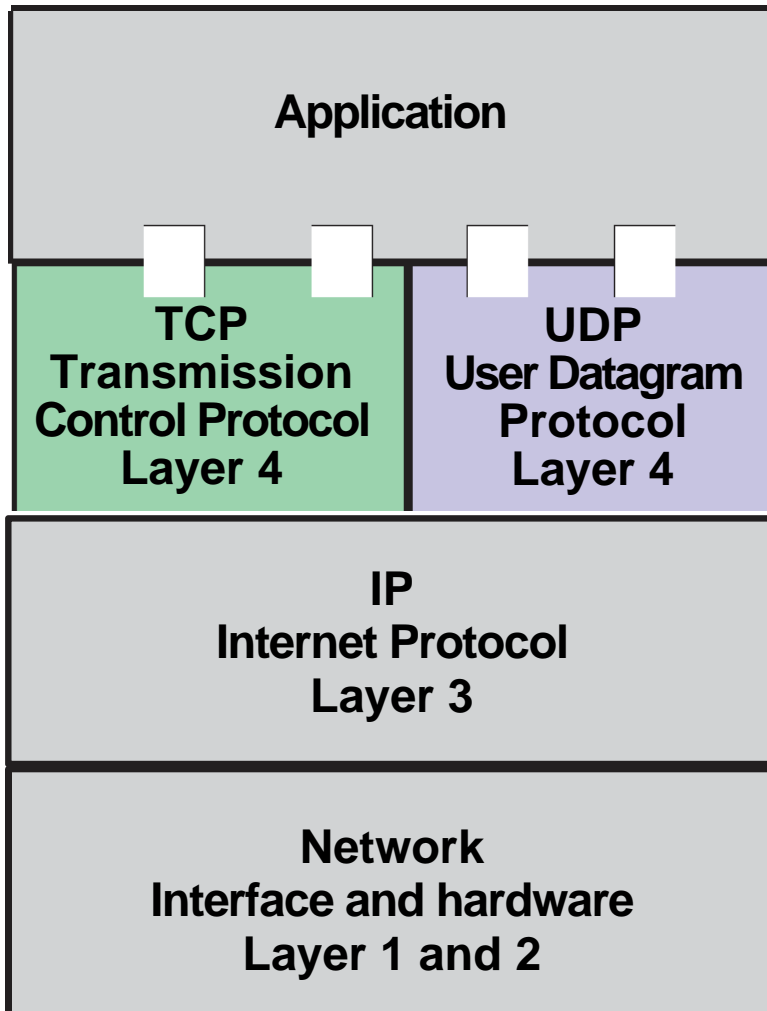 Application
TCP
Transmission
Control Protocol
Layer 4
UDP
User Datagram
Protocol
Layer 4
IP
Internet Protocol
Layer 3
Network
Interface and hardware
Layer 1 and 2